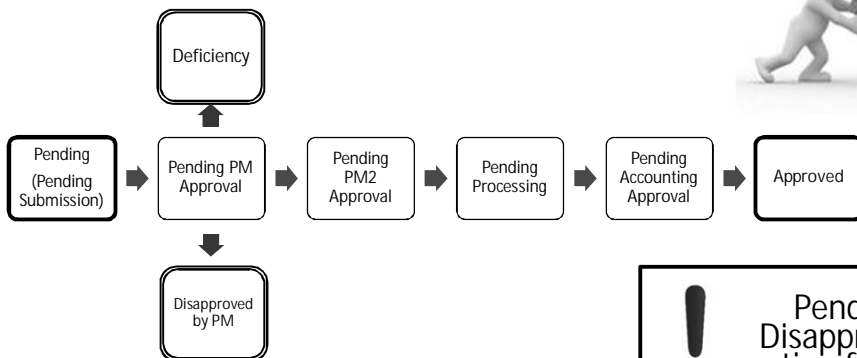 Deficiency
Pending
(Pending
Submission)
Pending PM
Approval
Pending
PM2
Approval
Pending
Processing
Pending
Accounting
Approval
Approved
Disapproved
by PM